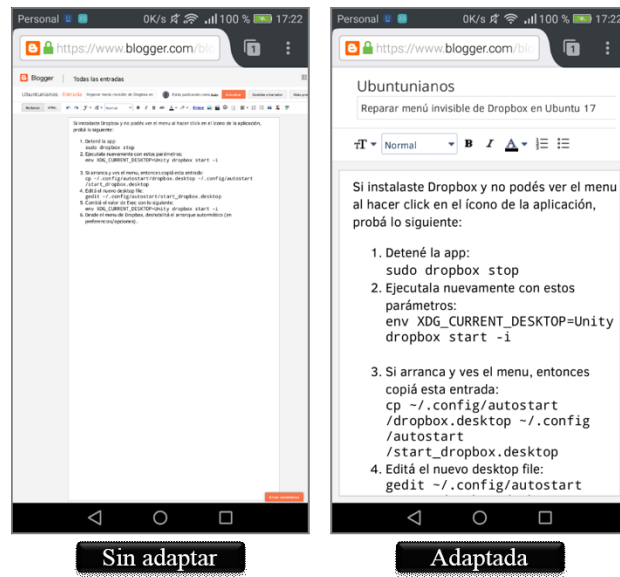 Personal 0K/s 100 % 17:22
https://www.blogger.com/blo 1
Blogger Todas las entradas
Ubuntunianos Entrada Reparar menú invisible de Dropbox en
Redactar HTML Normal
Si instalaste Dropbox y no podés ver el menu al hacer click en el ícono de la aplicación,
probá lo siguiente:
1. Detené la app:
sudo dropbox stop
2. Ejecutala nuevamente con estos parámetros:
env XDG_CURRENT_DESKTOP=Unity dropbox start -i
3. Si arranca y ves el menu, entonces copiá esta entrada:
cp ~/.config/autostart/dropbox.desktop ~/.config/autostart
/start_dropbox.desktop
4. Editá el nuevo desktop file:
gedit ~/.config/autostart/start_dropbox.desktop
5. Cambiá el valor de Exec con lo siguiente:
env XDG_CURRENT_DESKTOP=Unity dropbox start -i
6. Desde el menu de Dropbox, deshabilitá el arranque automático (en
preferencias/opciones).
Sin adaptar
Personal 0K/s 100 % 17:22
https://www.blogger.com/blo 1
Ubuntunianos
Reparar menú invisible de Dropbox en Ubuntu 17
Normal B I A
Si instalaste Dropbox y no podés ver el menu
al hacer click en el ícono de la aplicación,
probá lo siguiente:
1. Detené la app:
sudo dropbox stop
2. Ejecutala nuevamente con estos
parámetros:
env XDG_CURRENT_DESKTOP=Unity
dropbox start -i
3. Si arranca y ves el menu, entonces
copiá esta entrada:
cp ~/.config/autostart
/dropbox.desktop ~/.config
/autostart
/start_dropbox.desktop
4. Editá el nuevo desktop file:
gedit ~/.config/autostart
Adaptada